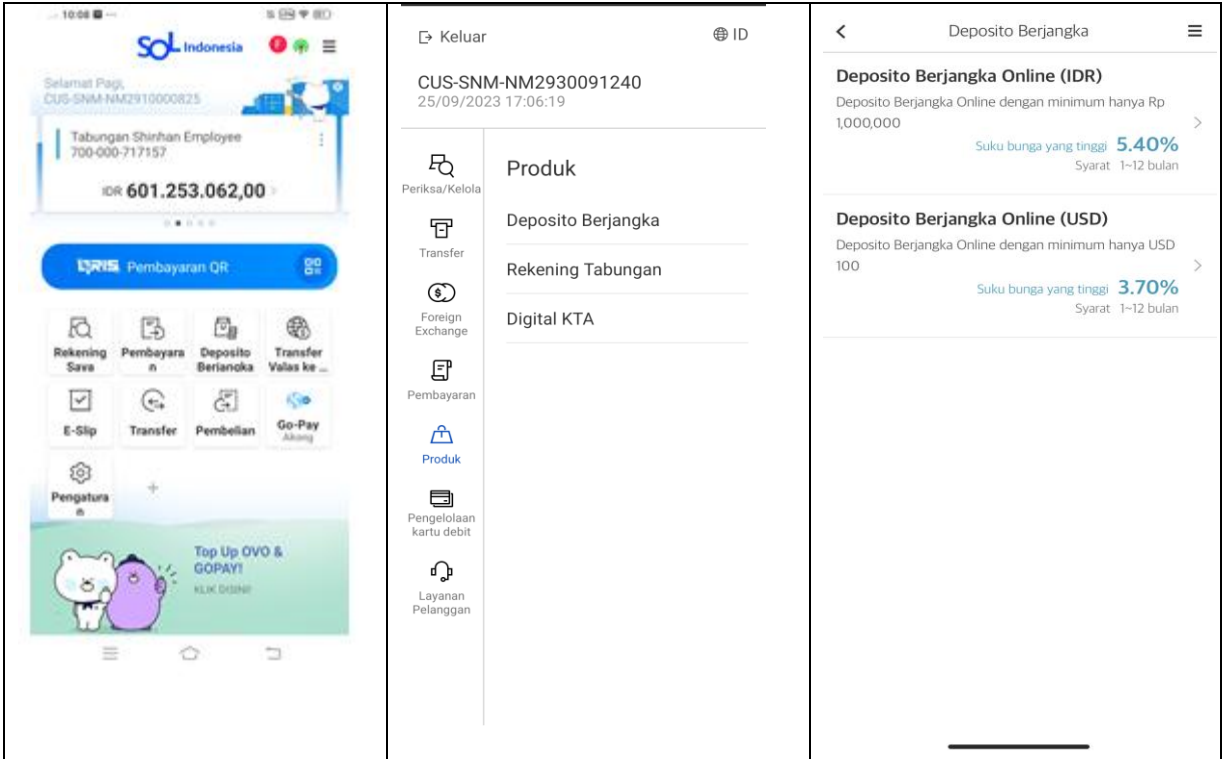 10:08
SOL Indonesia
Selamat Pagi,
CUS-SNM-NM2910000825
Tabungan Shinhan Employee
700-000-717157
IDR 601.253.062,00
QRIS Pembayaran QR
Rekening
Saya
Pembayara
n
Deposito
Berjangka
Transfer
Valas ke ...
E-Slip
Transfer
Pembelian
Go-Pay
Pengatura
n
Top Up OVO &
GOPAY!
KLIK DISINI!
Keluar
ID
CUS-SNM-NM2930091240
25/09/2023 17:06:19
Periksa/Kelola
Transfer
Foreign
Exchange
Pembayaran
Produk
Pengelolaan
kartu debit
Layanan
Pelanggan
Produk
Deposito Berjangka
Rekening Tabungan
Digital KTA
Deposito Berjangka
Deposito Berjangka Online (IDR)
Deposito Berjangka Online dengan minimum hanya Rp
1,000,000
Suku bunga yang tinggi 5.40%
Syarat 1~12 bulan
Deposito Berjangka Online (USD)
Deposito Berjangka Online dengan minimum hanya USD
100
Suku bunga yang tinggi 3.70%
Syarat 1~12 bulan